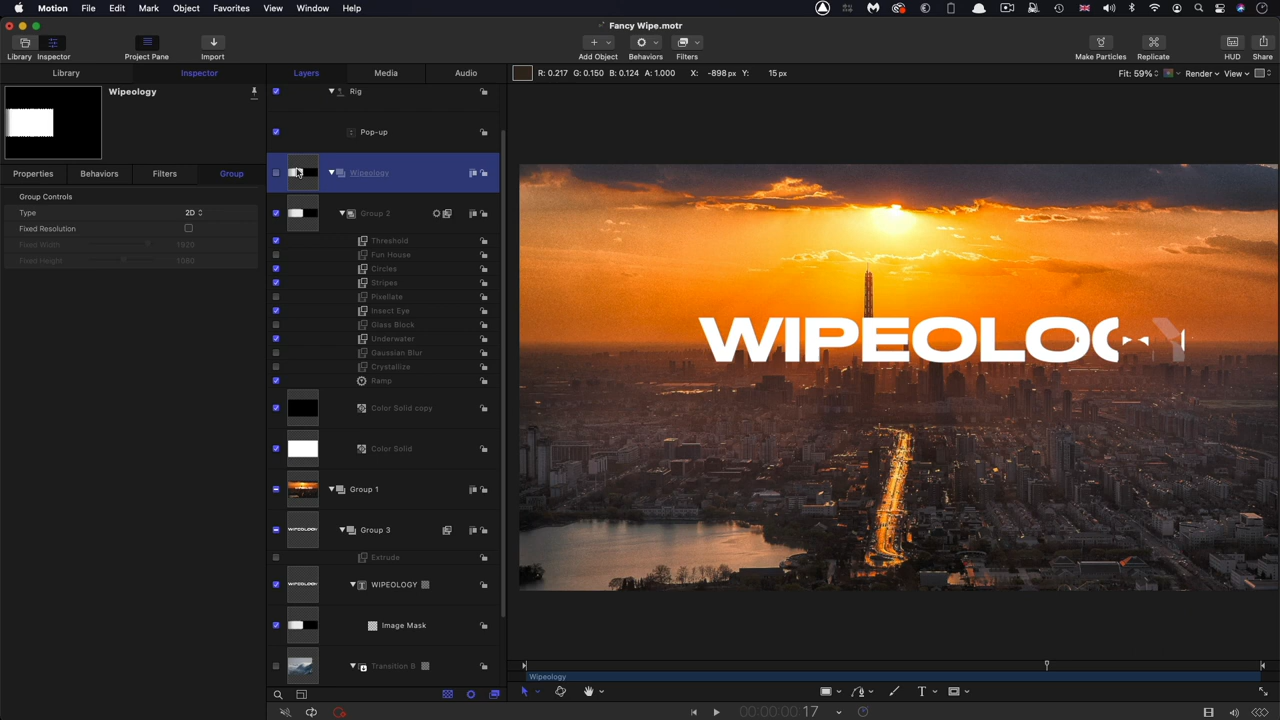 Motion File Edit Mark Object Favorites View Window Help
Fancy Wipe.motr
Library Inspector Project Pane Import Add Object Behaviors Filters Make Particles Replicate HUD Share
Library Inspector Layers Media Audio R: 0.217 G: 0.150 B: 0.124 A: 1.000 X: -898 px Y: 15 px Fit: 59% Render View
Wipeology
Properties Behaviors Filters Group
Group Controls
Type 2D
Fixed Resolution
Fixed Width 1920
Fixed Height 1080
Rig
Pop-up
Wipeology
Group 2
Threshold
Fun House
Circles
Stripes
Pixellate
Insect Eye
Glass Block
Underwater
Gaussian Blur
Crystallize
Ramp
Color Solid copy
Color Solid
Group 1
Group 3
Extrude
WIPEOLOGY
Image Mask
Transition B
WIPEOLOGY
Wipeology
00:00:00:17